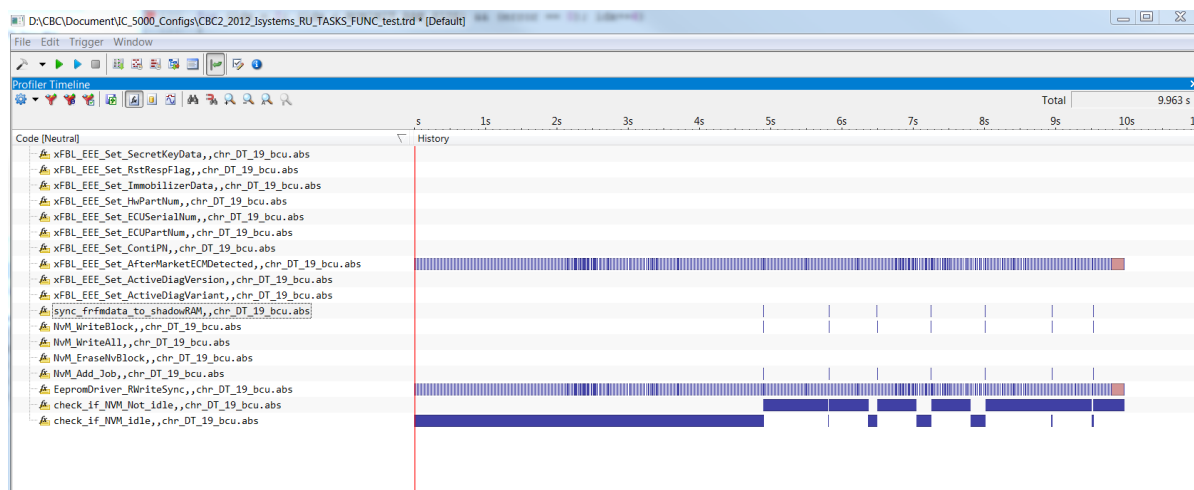 D:\CBC\Document\IC_5000_Configs\CBC2_2012_Isystems_RU_TASKS_FUNC_test.trd * [Default]
File Edit Trigger Window
Profiler Timeline
Total 9.963 s
s 1s 2s 3s 4s 5s 6s 7s 8s 9s 10s 1
Code [Neutral] History
xFBL_EEE_Set_SecretKeyData,,chr_DT_19_bcu.abs
xFBL_EEE_Set_RstRespFlag,,chr_DT_19_bcu.abs
xFBL_EEE_Set_ImmobilizerData,,chr_DT_19_bcu.abs
xFBL_EEE_Set_HwPartNum,,chr_DT_19_bcu.abs
xFBL_EEE_Set_ECUSerialNum,,chr_DT_19_bcu.abs
xFBL_EEE_Set_ECUPartNum,,chr_DT_19_bcu.abs
xFBL_EEE_Set_ContiPN,,chr_DT_19_bcu.abs
xFBL_EEE_Set_AfterMarketECMDetected,,chr_DT_19_bcu.abs
xFBL_EEE_Set_ActiveDiagVersion,,chr_DT_19_bcu.abs
xFBL_EEE_Set_ActiveDiagVariant,,chr_DT_19_bcu.abs
sync_frfmdata_to_shadowRAM,,chr_DT_19_bcu.abs
NvM_WriteBlock,,chr_DT_19_bcu.abs
NvM_WriteAll,,chr_DT_19_bcu.abs
NvM_EraseNvBlock,,chr_DT_19_bcu.abs
NvM_Add_Job,,chr_DT_19_bcu.abs
EepromDriver_RWriteSync,,chr_DT_19_bcu.abs
check_if_NVM_Not_idle,,chr_DT_19_bcu.abs
check_if_NVM_idle,,chr_DT_19_bcu.abs